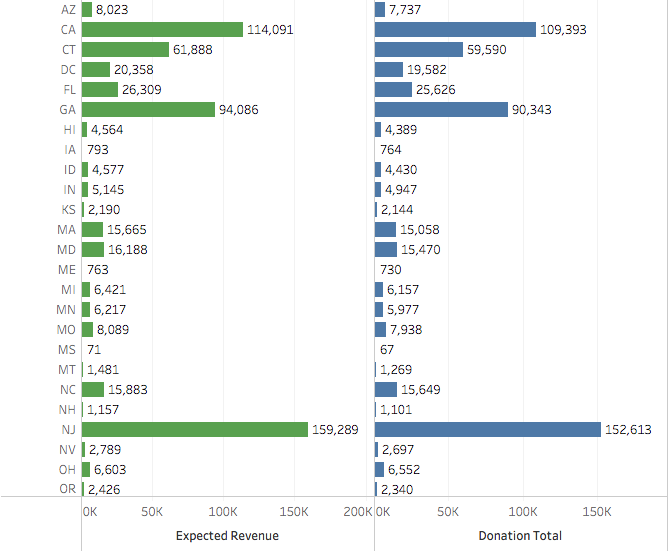 AZ 8,023 7,737
CA 114,091 109,393
CT 61,888 59,590
DC 20,358 19,582
FL 26,309 25,626
GA 94,086 90,343
HI 4,564 4,389
IA 793 764
ID 4,577 4,430
IN 5,145 4,947
KS 2,190 2,144
MA 15,665 15,058
MD 16,188 15,470
ME 763 730
MI 6,421 6,157
MN 6,217 5,977
MO 8,089 7,938
MS 71 67
MT 1,481 1,269
NC 15,883 15,649
NH 1,157 1,101
NJ 159,289 152,613
NV 2,789 2,697
OH 6,603 6,552
OR 2,426 2,340
0K 50K 100K 150K 200K 0K 50K 100K 150K
Expected Revenue Donation Total